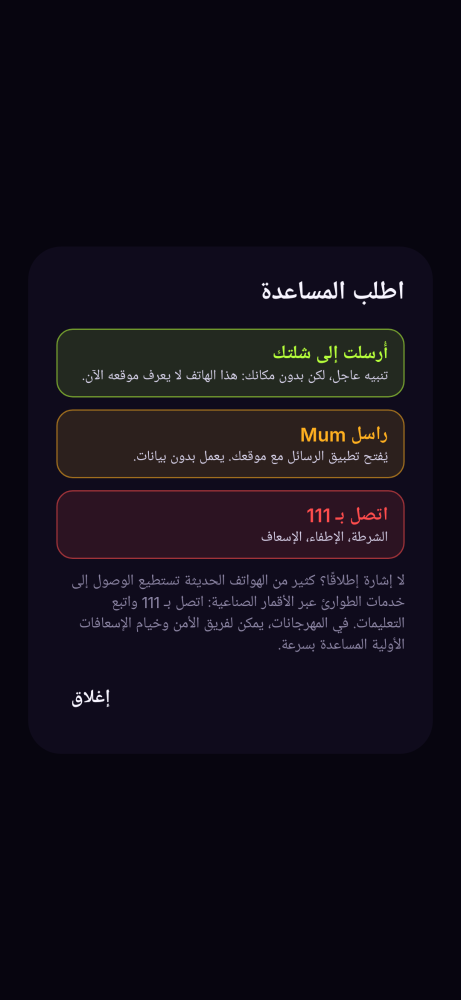 اطلب المساعدة
أُرسلت إلى شلتك
تنبيه عاجل، لكن بدون مكانك: هذا الهاتف لا يعرف موقعه الآن.
راسل Mum
يُفتح تطبيق الرسائل مع موقعك. يعمل بدون بيانات.
اتصل بـ 111
الشرطة، الإطفاء، الإسعاف
لا إشارة إطلاقًا؟ كثير من الهواتف الحديثة تستطيع الوصول إلى
خدمات الطوارئ عبر الأقمار الصناعية: اتصل بـ 111 واتبع
التعليمات. في المهرجانات، يمكن لفريق الأمن وخيام الإسعافات
الأولية المساعدة بسرعة.
إغلاق